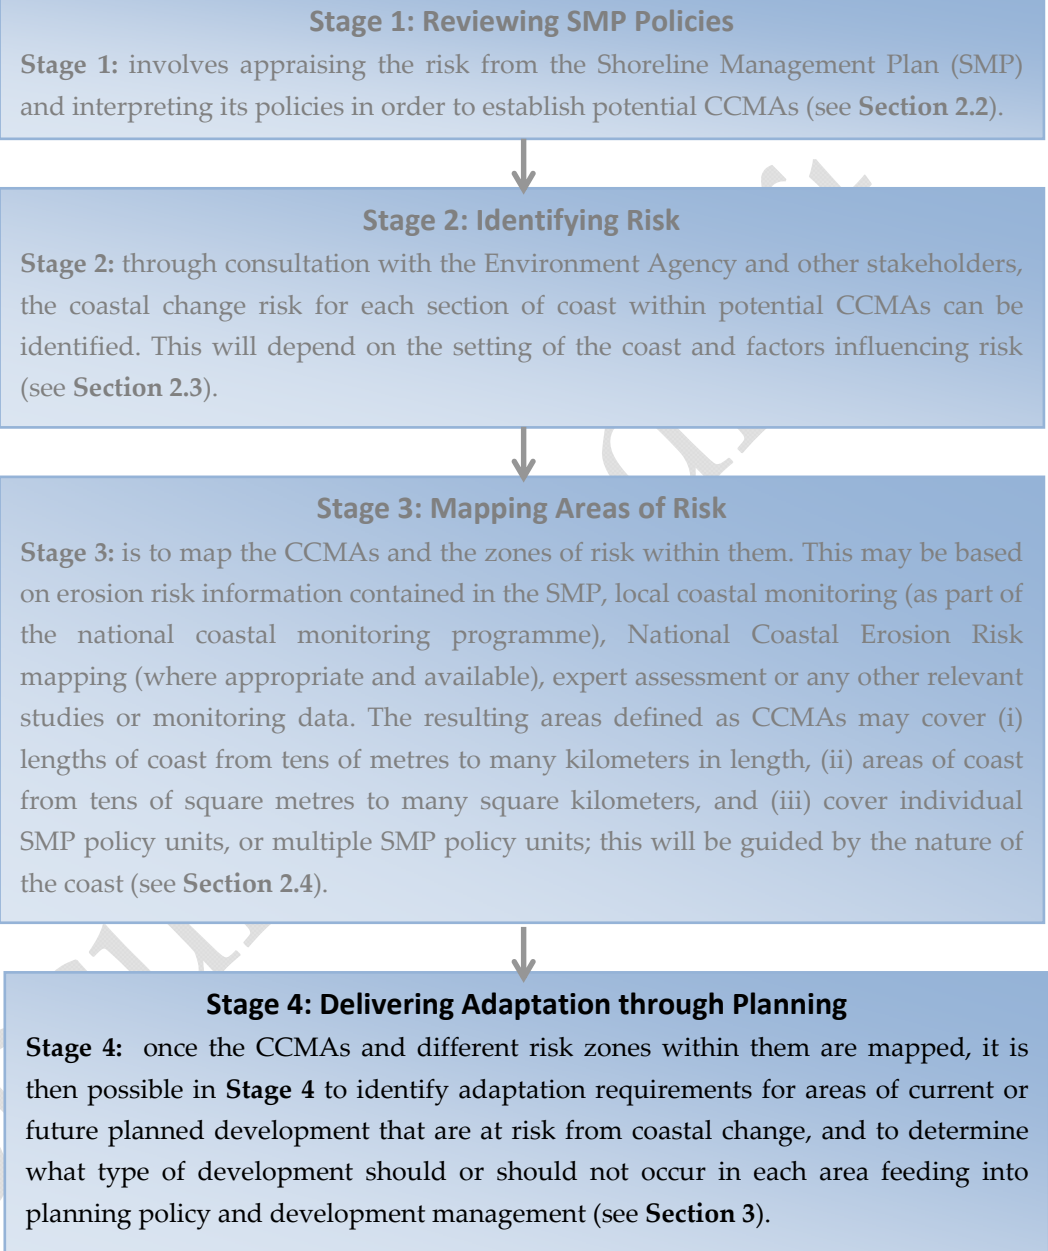 Stage 1: Reviewing SMP Policies
Stage 1: involves appraising the risk from the Shoreline Management Plan (SMP)
and interpreting its policies in order to establish potential CCMAs (see Section 2.2).
Stage 2: Identifying Risk
Stage 2: through consultation with the Environment Agency and other stakeholders,
the coastal change risk for each section of coast within potential CCMAs can be
identified. This will depend on the setting of the coast and factors influencing risk
(see Section 2.3).
Stage 3: Mapping Areas of Risk
Stage 3: is to map the CCMAs and the zones of risk within them. This may be based
on erosion risk information contained in the SMP, local coastal monitoring (as part of
the national coastal monitoring programme), National Coastal Erosion Risk
mapping (where appropriate and available), expert assessment or any other relevant
studies or monitoring data. The resulting areas defined as CCMAs may cover (i)
lengths of coast from tens of metres to many kilometers in length, (ii) areas of coast
from tens of square metres to many square kilometers, and (iii) cover individual
SMP policy units, or multiple SMP policy units; this will be guided by the nature of
the coast (see Section 2.4).
Stage 4: Delivering Adaptation through Planning
Stage 4: once the CCMAs and different risk zones within them are mapped, it is
then possible in Stage 4 to identify adaptation requirements for areas of current or
future planned development that are at risk from coastal change, and to determine
what type of development should or should not occur in each area feeding into
planning policy and development management (see Section 3).